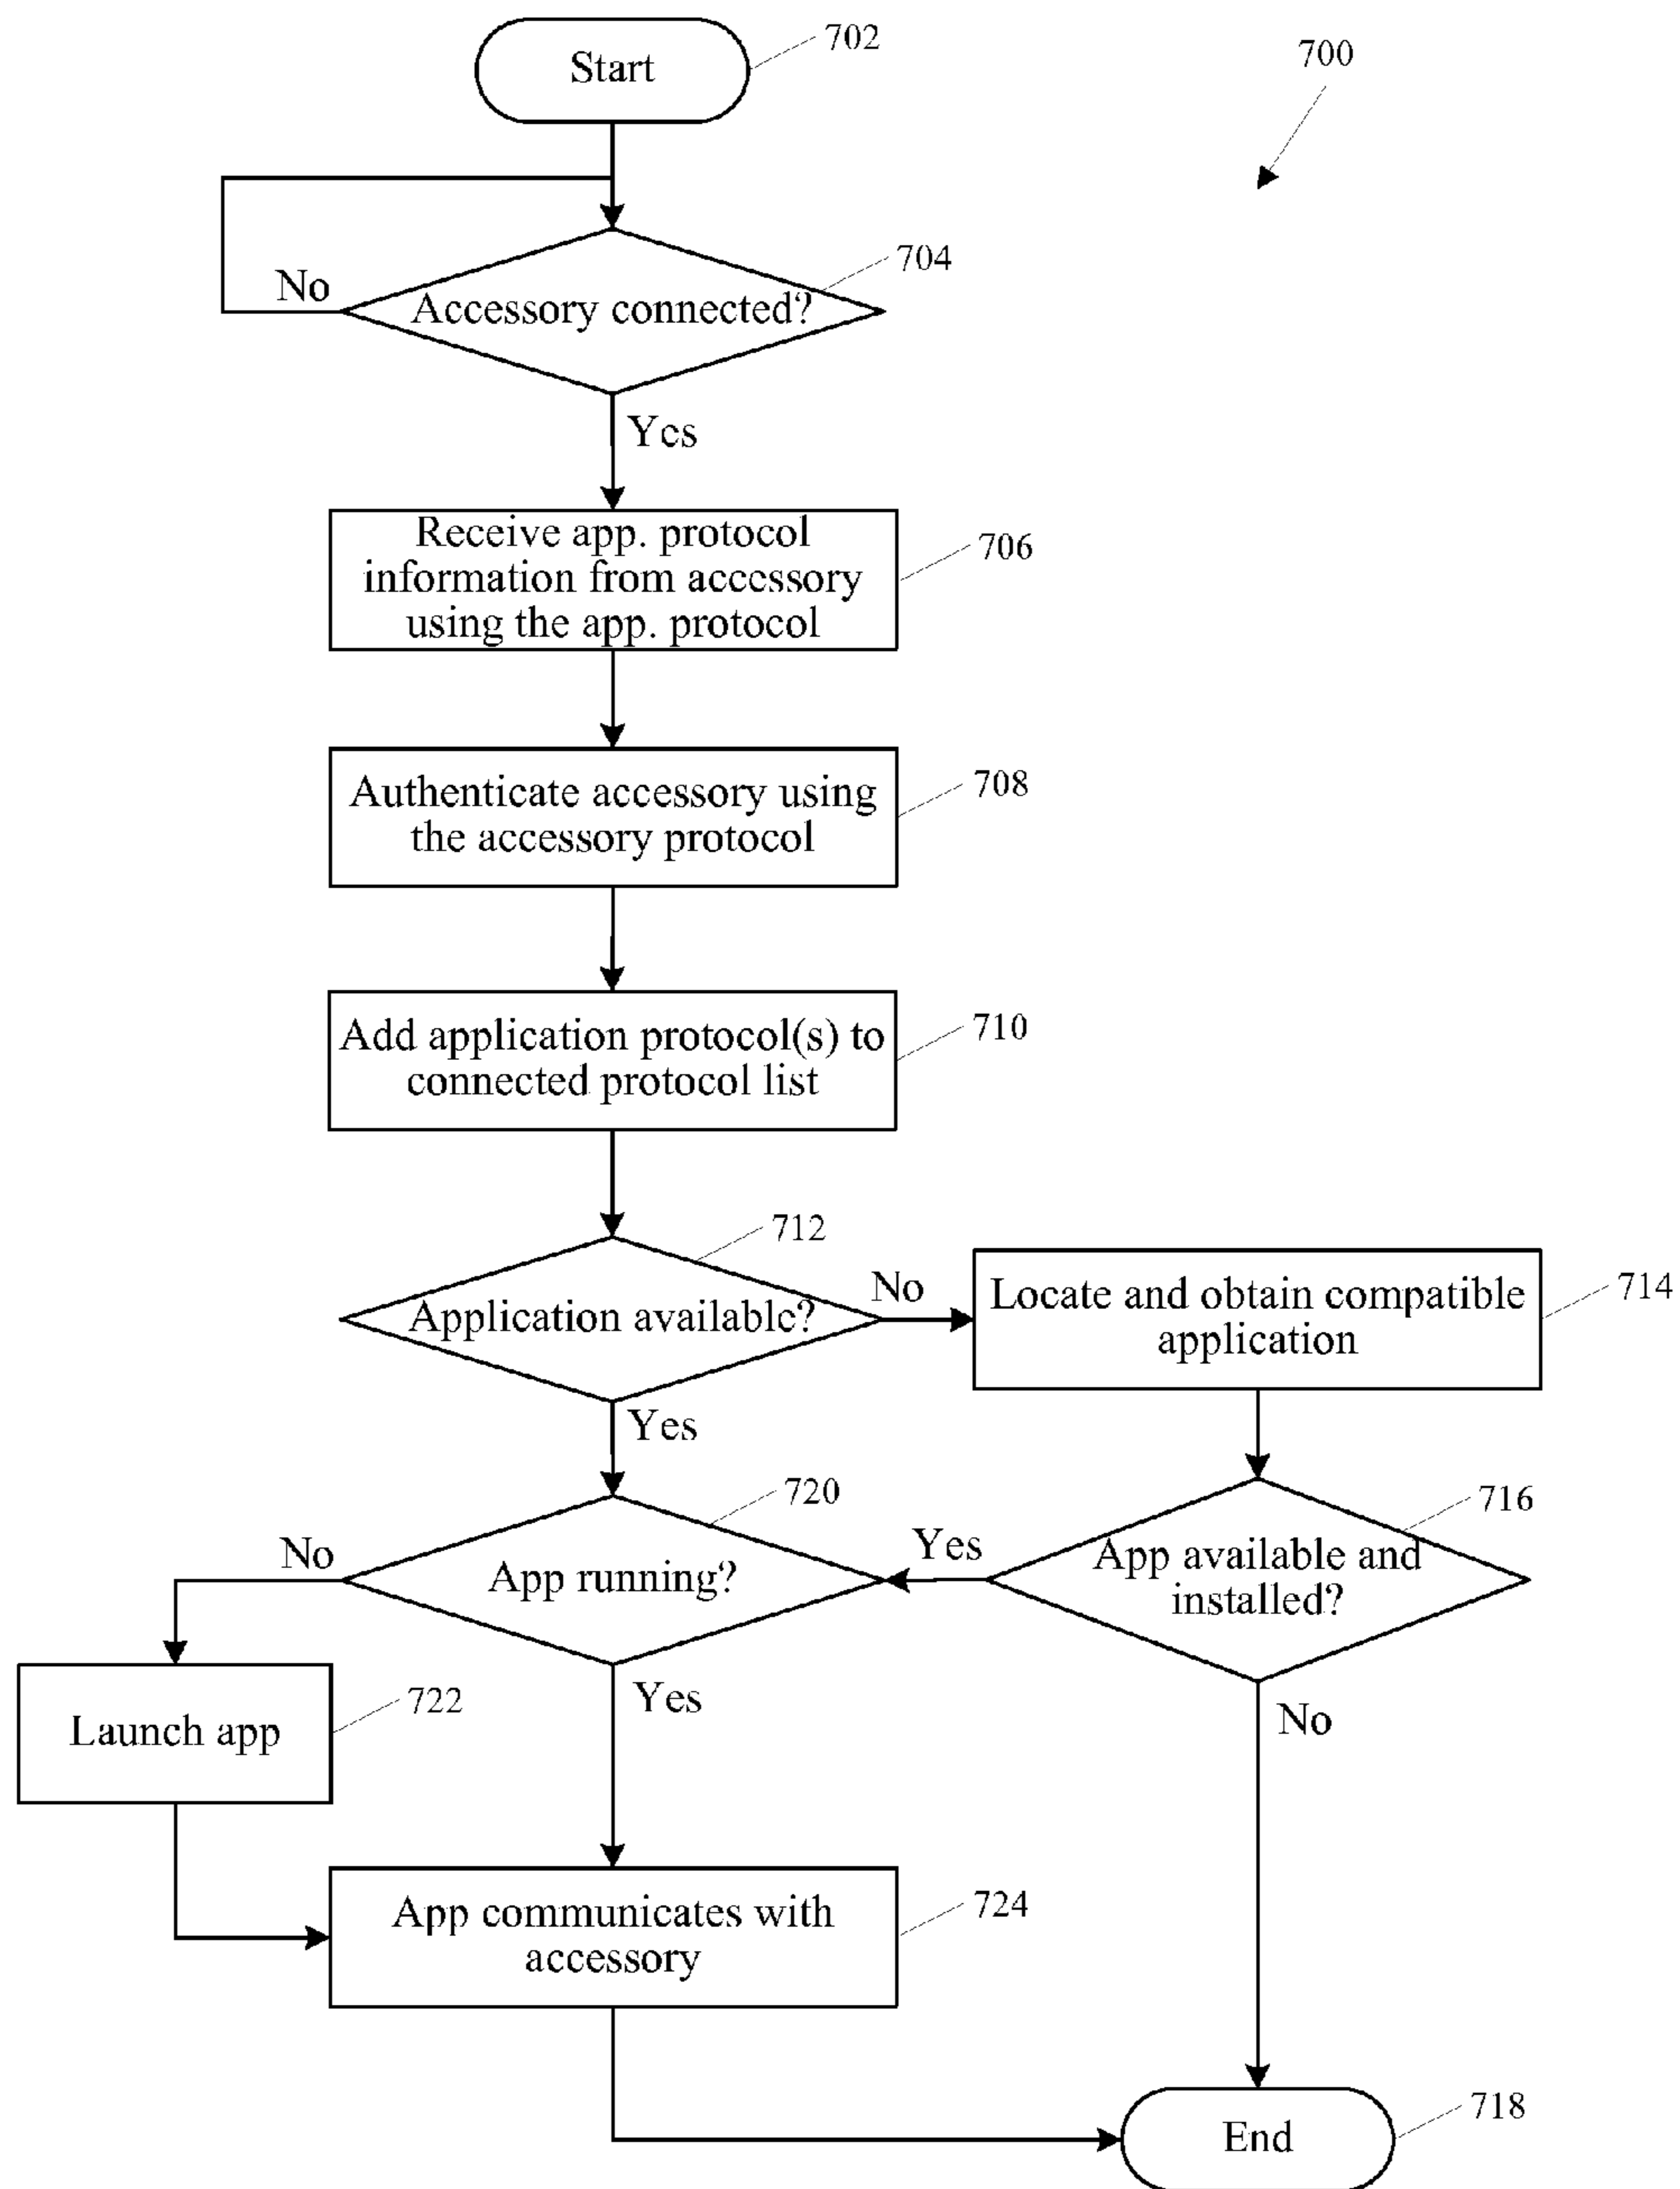 Start
702
700
No
704
Accessory connected?
Yes
Receive app. protocol
information from accessory
using the app. protocol
706
Authenticate accessory using
the accessory protocol
708
Add application protocol(s) to
connected protocol list
710
712
Application available?
No
Locate and obtain compatible
application
714
Yes
720
No
App running?
Yes
716
App available and
installed?
Launch app
722
Yes
No
App communicates with
accessory
724
End
718